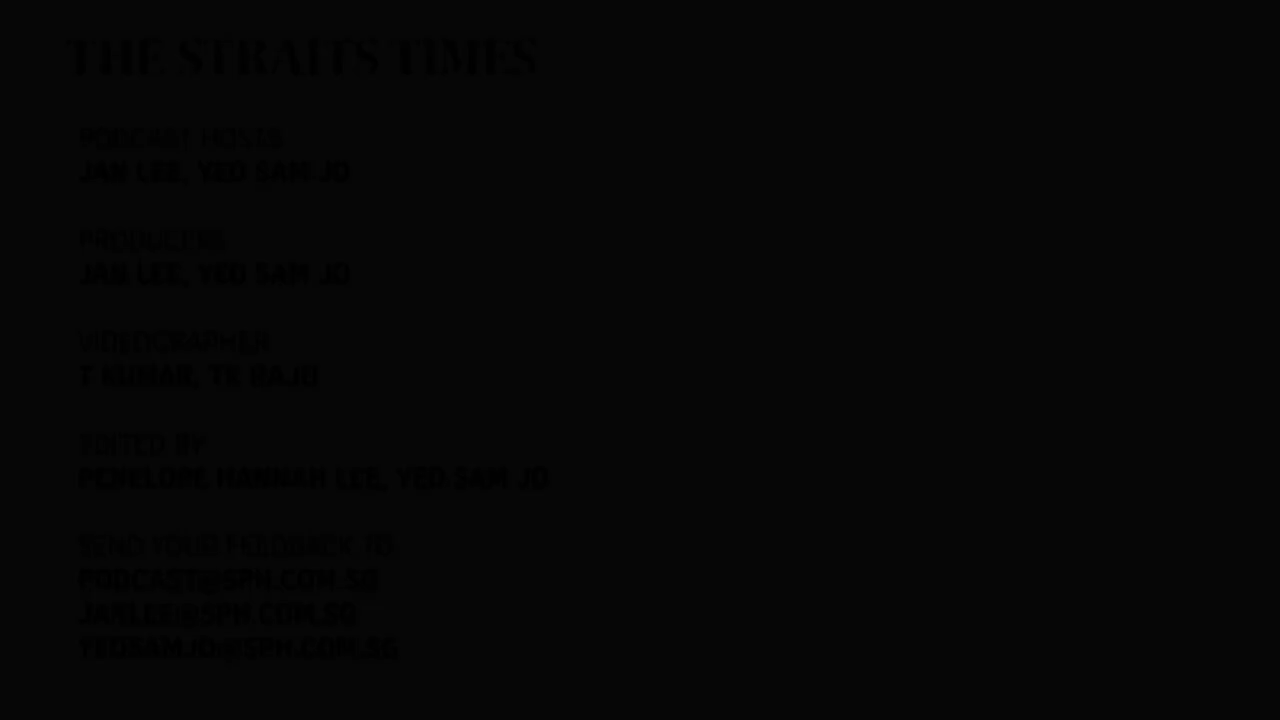 THE STRAITS TIMES
PODCAST HOSTS
JAN LEE, YEO SAM JO
PRODUCERS
JAN LEE, YEO SAM JO
VIDEOGRAPHER
T KUMAR, TR RAJU
EDITED BY
PENELOPE HANNAH LEE, YEO SAM JO
SEND YOUR FEEDBACK TO
PODCAST@SPH.COM.SG
JANLEE@SPH.COM.SG
YEOSAMJO@SPH.COM.SG